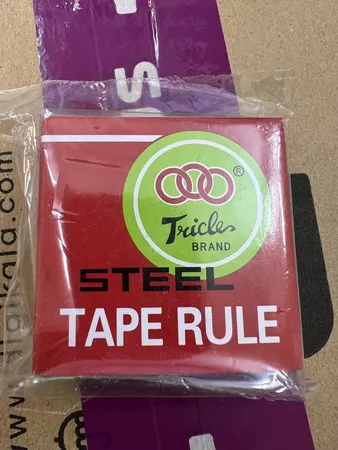 S
®
Tricles
BRAND
STEEL
TAPE RULE